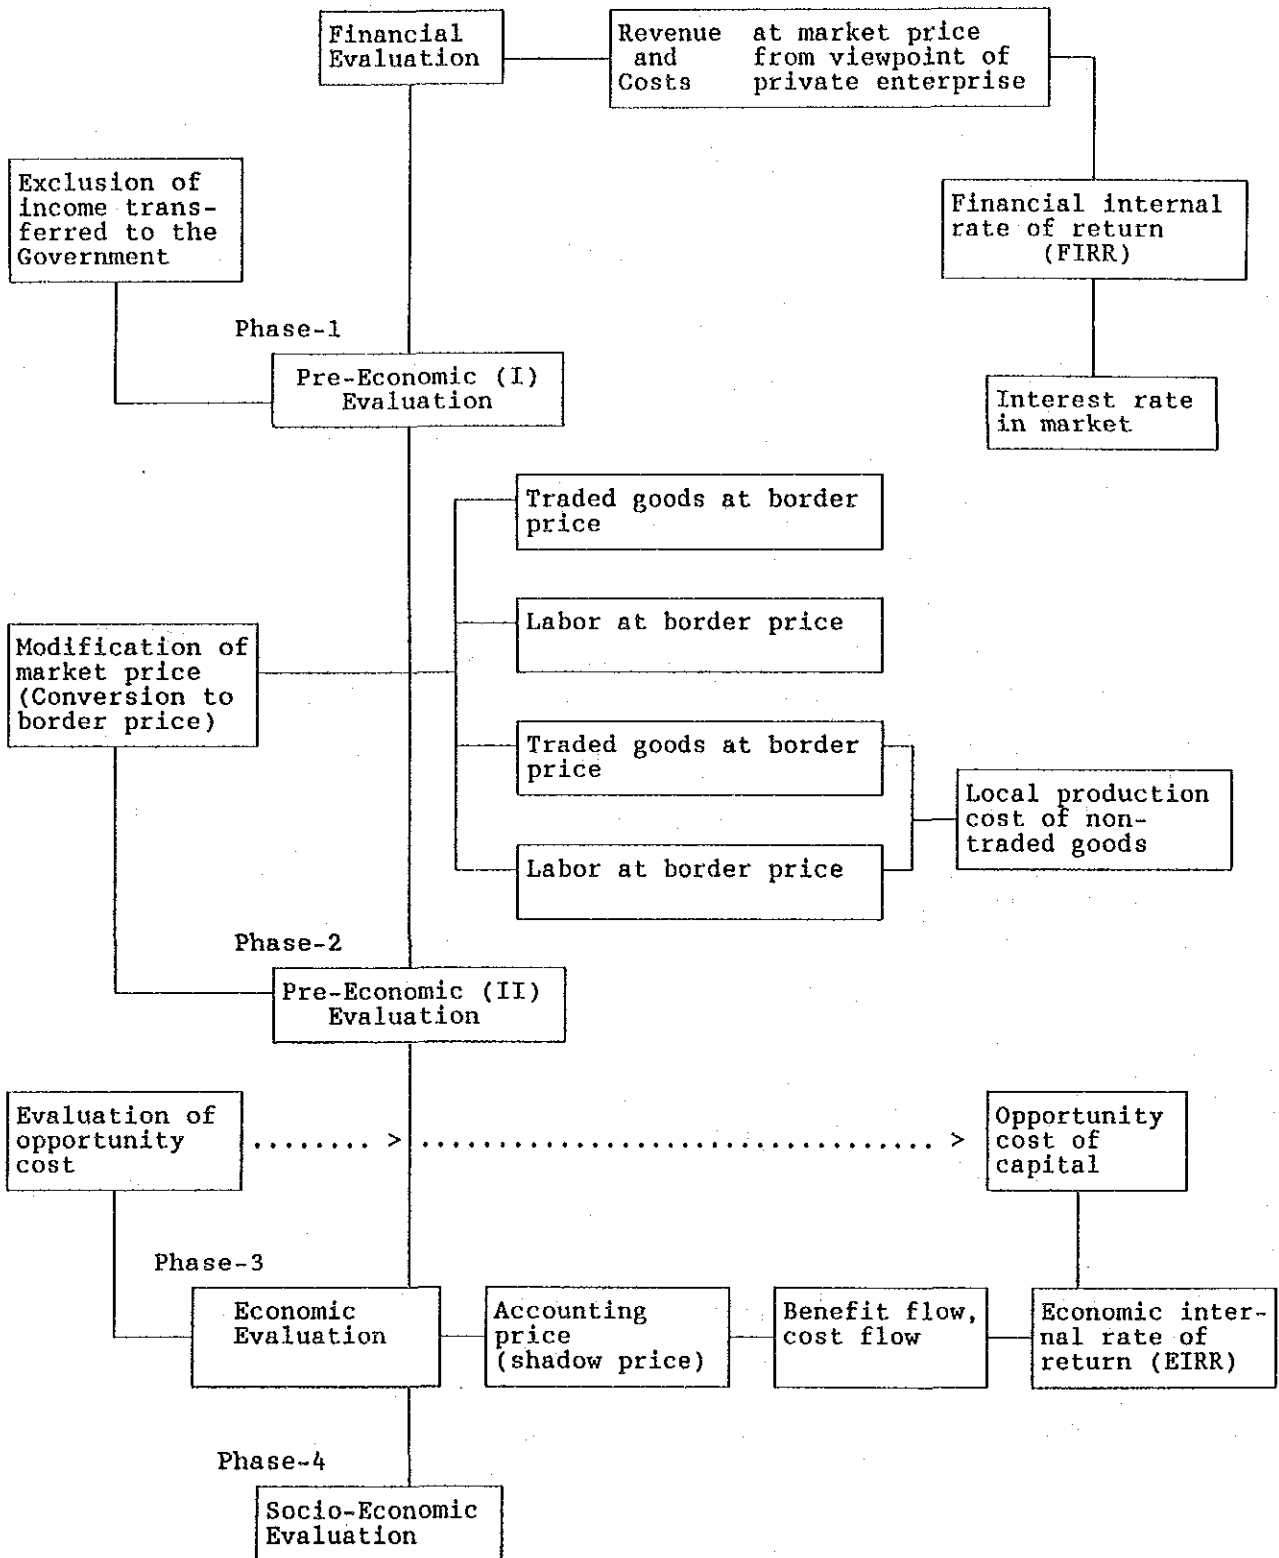 Financial
Evaluation
Revenue at market price
and from viewpoint of
Costs private enterprise
Exclusion of
income trans-
ferred to the
Government
Financial internal
rate of return
(FIRR)
Phase-1
Pre-Economic (I)
Evaluation
Interest rate
in market
Traded goods at border
price
Labor at border price
Modification of
market price
(Conversion to
border price)
Traded goods at border
price
Local production
cost of non-
traded goods
Labor at border price
Phase-2
Pre-Economic (II)
Evaluation
Evaluation of
opportunity
cost
........ > .................................. >
Opportunity
cost of
capital
Phase-3
Economic
Evaluation
Accounting
price
(shadow price)
Benefit flow,
cost flow
Economic inter-
nal rate of
return (EIRR)
Phase-4
Socio-Economic
Evaluation